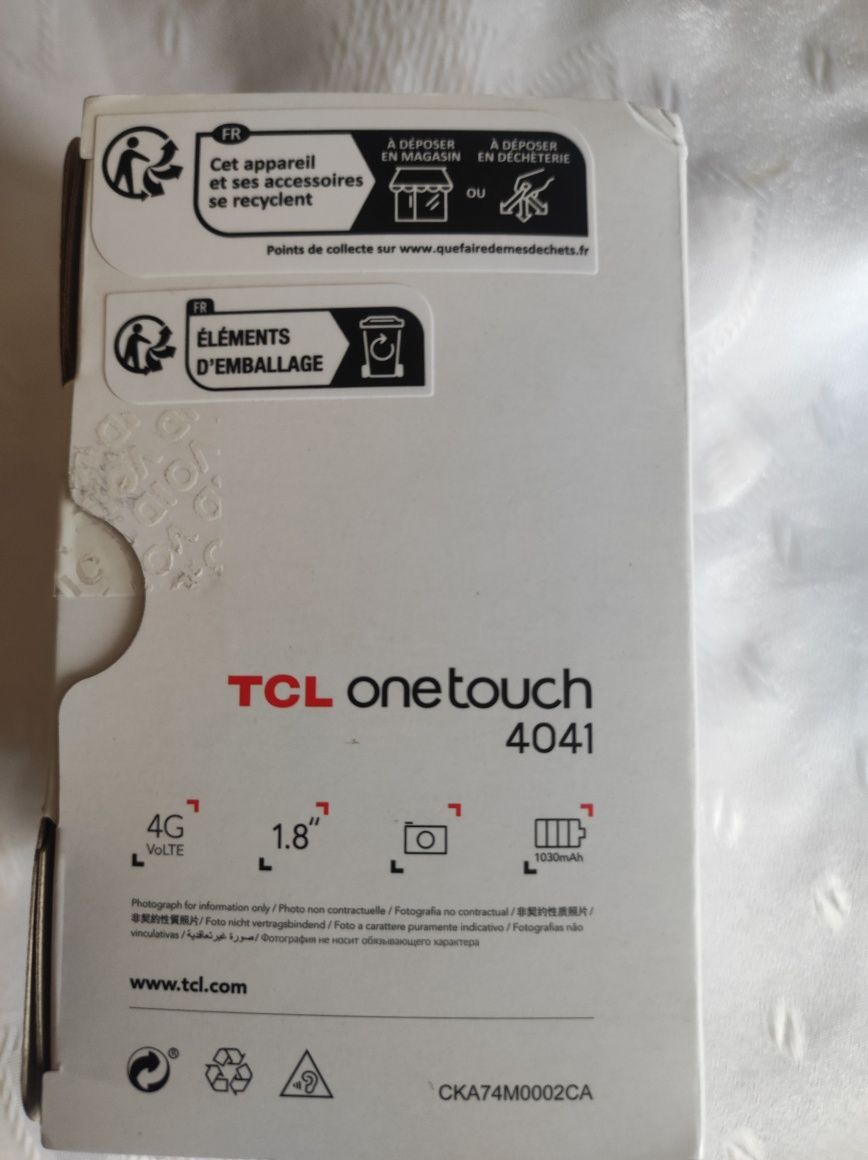 FR
Cet appareil
et ses accessoires
se recyclent
À DÉPOSER
EN MAGASIN
OU
À DÉPOSER
EN DÉCHÈTERIE
Points de collecte sur www.quefairedemesdechets.fr
FR
ÉLÉMENTS
D'EMBALLAGE
TCL onetouch
4041
4G
VoLTE
1.8"
1030mAh
Photograph for information only / Photo non contractuelle / Fotografia no contractual / 非契約性质照片 /
非契約性質照片/ Foto nicht vertragsbindend / Foto a carattere puramente indicativo / Fotografias não
vinculativas / صورة غير تعاقدية / Фотография не носит обязывающего характера
www.tcl.com
®
CKA74M0002CA